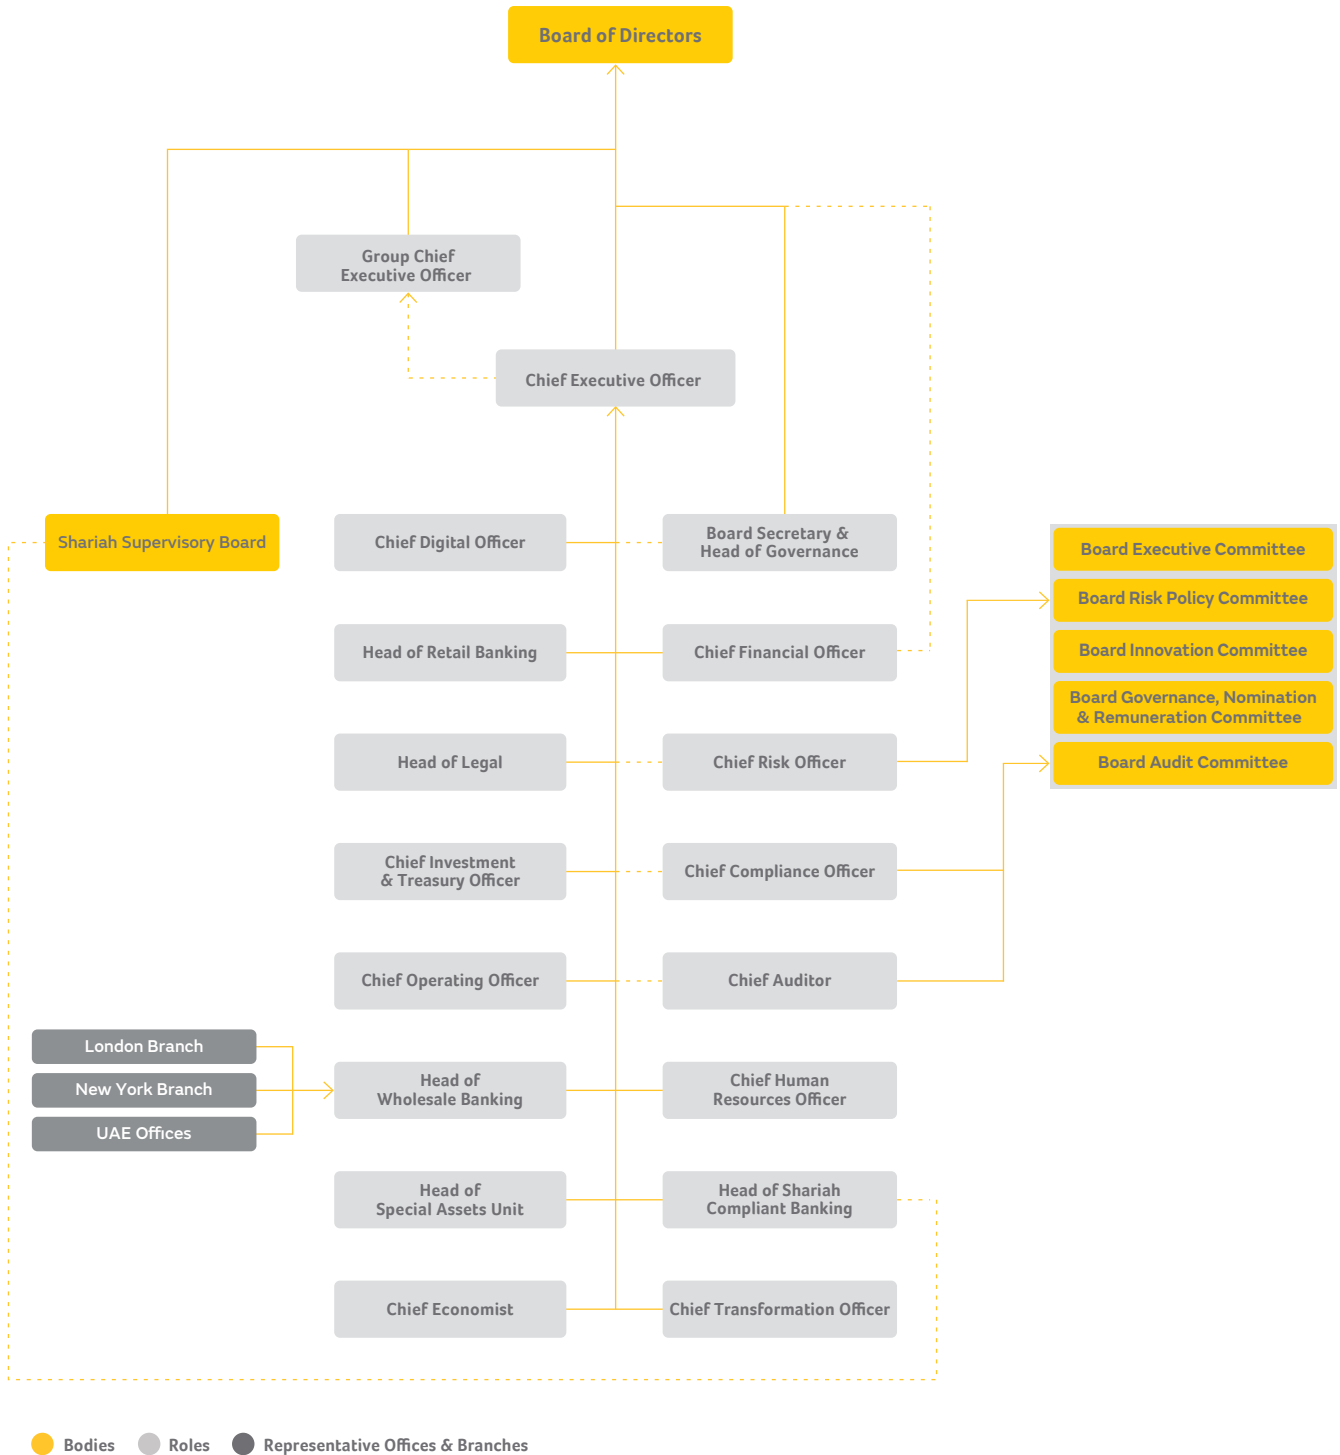 Board of Directors
Group Chief
Executive Officer
Chief Executive Officer
Shariah Supervisory Board
Chief Digital Officer
Board Secretary &
Head of Governance
Board Executive Committee
Board Risk Policy Committee
Board Innovation Committee
Board Governance, Nomination
& Remuneration Committee
Board Audit Committee
Head of Retail Banking
Chief Financial Officer
Head of Legal
Chief Risk Officer
Chief Investment
& Treasury Officer
Chief Compliance Officer
Chief Operating Officer
Chief Auditor
London Branch
New York Branch
UAE Offices
Head of
Wholesale Banking
Chief Human
Resources Officer
Head of
Special Assets Unit
Head of Shariah
Compliant Banking
Chief Economist
Chief Transformation Officer
Bodies
Roles
Representative Offices & Branches